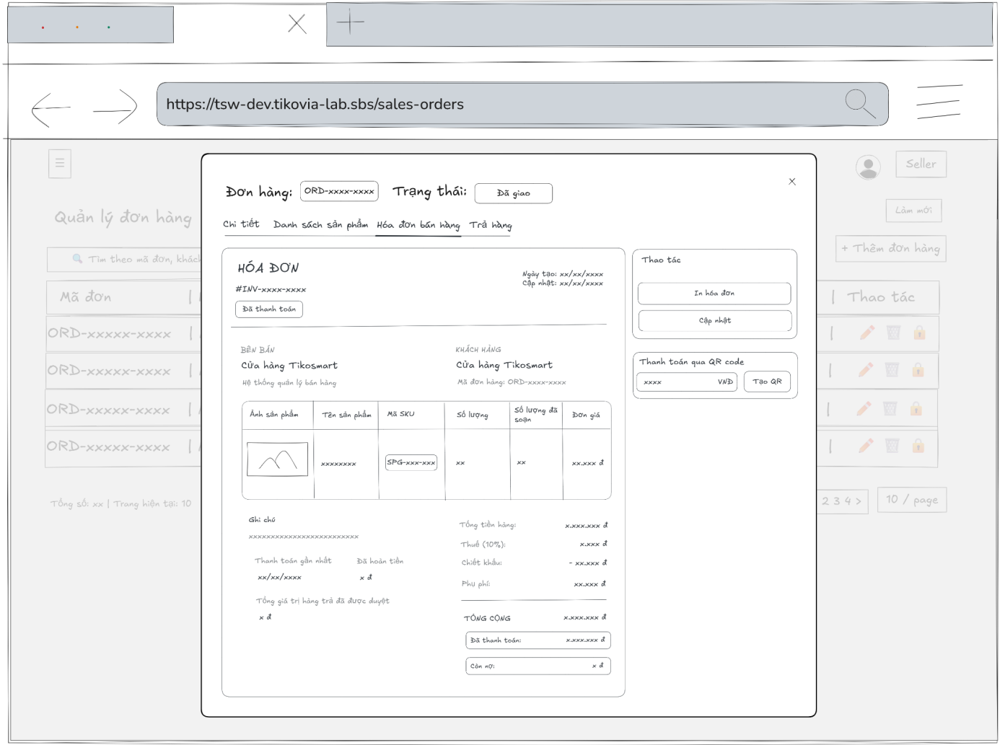 https://tsw-dev.tikovia-lab.sbs/sales-orders
Seller
Quản lý đơn hàng
Làm mới
🔍 Tìm theo mã đơn, khách
+ Thêm đơn hàng
Mã đơn |
| Thao tác
ORD-xxxxx-xxxx |
ORD-xxxxx-xxxx |
ORD-xxxxx-xxxx |
ORD-xxxxx-xxxx |
Tổng số: xx | Trang hiện tại: 10
2 3 4 >
10 / page
Đơn hàng: ORD-xxxx-xxxx Trạng thái: Đã giao
Chi tiết Danh sách sản phẩm Hóa đơn bán hàng Trả hàng
HÓA ĐƠN
#INV-xxxx-xxxx
Đã thanh toán
Ngày tạo: xx/xx/xxxx
Cập nhật: xx/xx/xxxx
BÊN BÁN
Cửa hàng Tikosmart
Hệ thống quản lý bán hàng
KHÁCH HÀNG
Cửa hàng Tikosmart
Mã đơn hàng: ORD-xxxx-xxxx
Ảnh sản phẩm Tên sản phẩm Mã SKU Số lượng Số lượng đã soạn Đơn giá
xxxxxxxx SPG-xxx-xxx xx xx xx.xxx đ
Ghi chú
xxxxxxxxxxxxxxxxxxxxxxxxx
Thanh toán gần nhất Đã hoàn tiền
xx/xx/xxxx x đ
Tổng giá trị hàng trả đã được duyệt
x đ
Tổng tiền hàng: x.xxx.xxx đ
Thuế (10%): x.xxx đ
Chiết khấu: - xx.xxx đ
Phụ phí: xx.xxx đ
TỔNG CỘNG x.xxx.xxx đ
Đã thanh toán: x.xxx.xxx đ
Còn nợ: x đ
Thao tác
In hóa đơn
Cập nhật
Thanh toán qua QR code
xxxx VNĐ Tạo QR